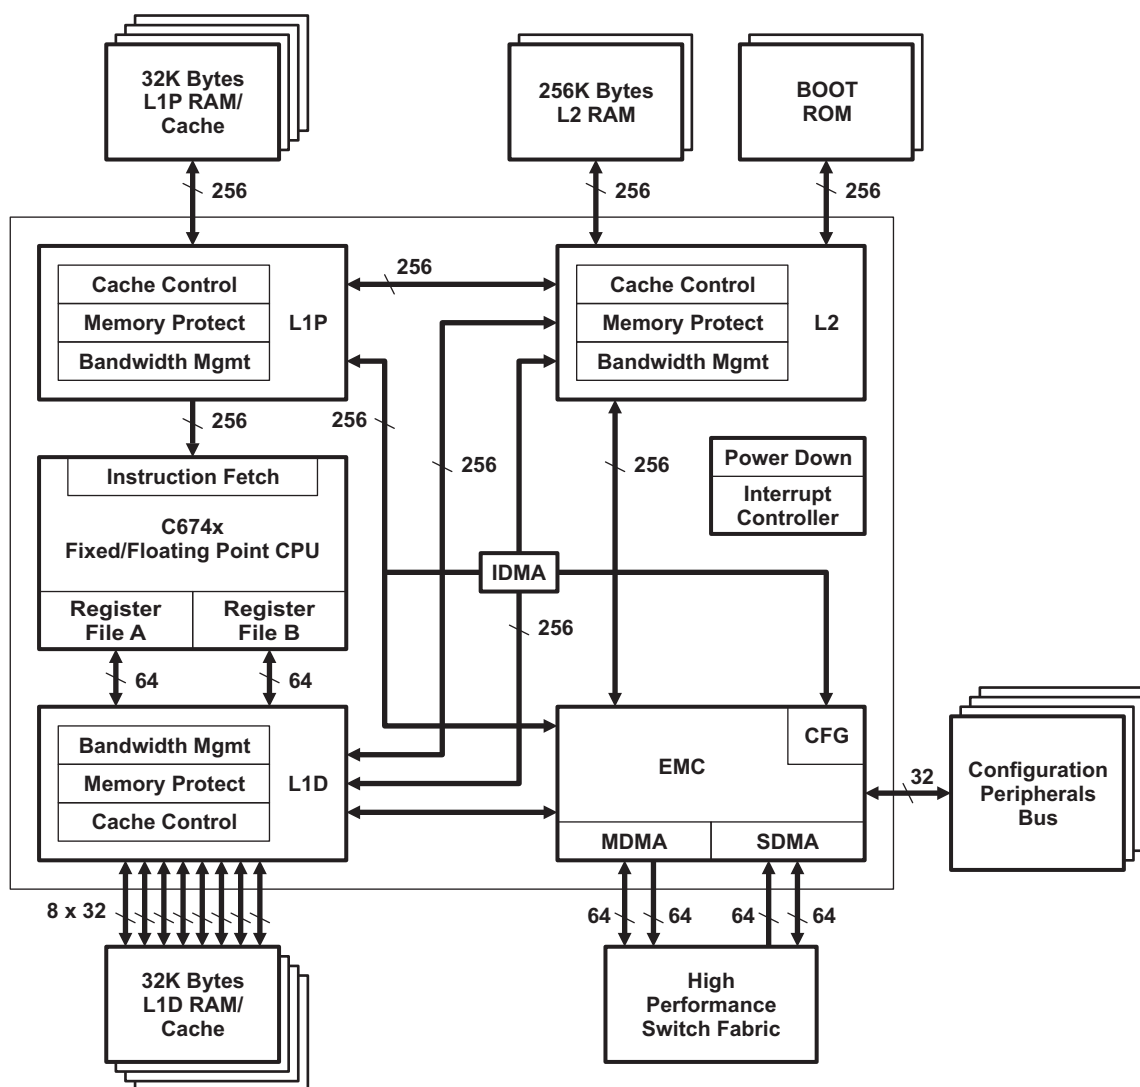 32K Bytes
L1P RAM/
Cache
256K Bytes
L2 RAM
BOOT
ROM
256
256
256
Cache Control
Memory Protect
Bandwidth Mgmt
L1P
256
Cache Control
Memory Protect
Bandwidth Mgmt
L2
256
256
256
256
Power Down
Interrupt
Controller
Instruction Fetch
C674x
Fixed/Floating Point CPU
Register
File A
Register
File B
IDMA
256
64
64
Bandwidth Mgmt
Memory Protect
Cache Control
L1D
EMC
CFG
MDMA
SDMA
32
Configuration
Peripherals
Bus
8 x 32
64
64
64
64
32K Bytes
L1D RAM/
Cache
High
Performance
Switch Fabric